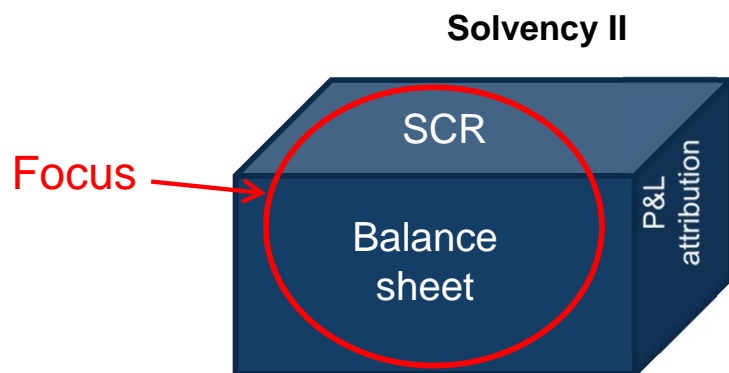 Solvency II
SCR
Focus
Balance
sheet
P&L
attribution